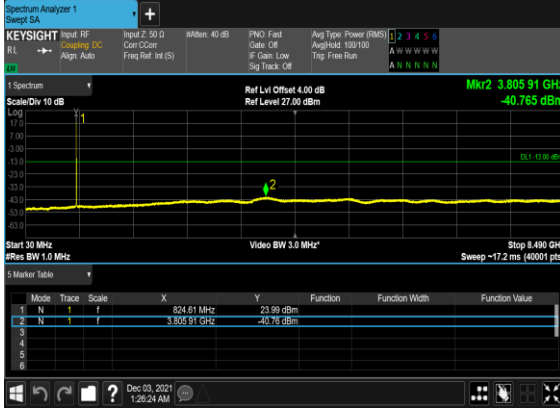 Spectrum Analyzer 1
Swept SA
+
KEYSIGHT Input: RF Input Z: 50 Ω #Atten: 40 dB PNO: Fast Avg Type: Power (RMS) 1 2 3 4 5 6
RL Coupling: DC Corr CCorr Gate: Off Avg|Hold: 100/100 A W W W W W
Align: Auto Freq Ref: Int (S) IF Gain: Low Trig: Free Run
Sig Track: Off A N N N N N
1 Spectrum Ref Lvl Offset 4.00 dB Mkr2 3.805 91 GHz
Scale/Div 10 dB Ref Level 27.00 dBm -40.765 dBm
Log
17.0
7.00
-3.00
-13.0
-23.0
-33.0
-43.0
-53.0
-63.0
1
DL1 -13.00 dBm
2
Start 30 MHz Video BW 3.0 MHz* Stop 8.490 GH
#Res BW 1.0 MHz Sweep ~17.2 ms (40001 pts
5 Marker Table
Mode Trace Scale X Y Function Function Width Function Value
1 N 1 f 824.61 MHz 23.99 dBm
2 N 1 f 3.805 91 GHz -40.76 dBm
3
4
5
6
? Dec 03, 2021
1:26:24 AM